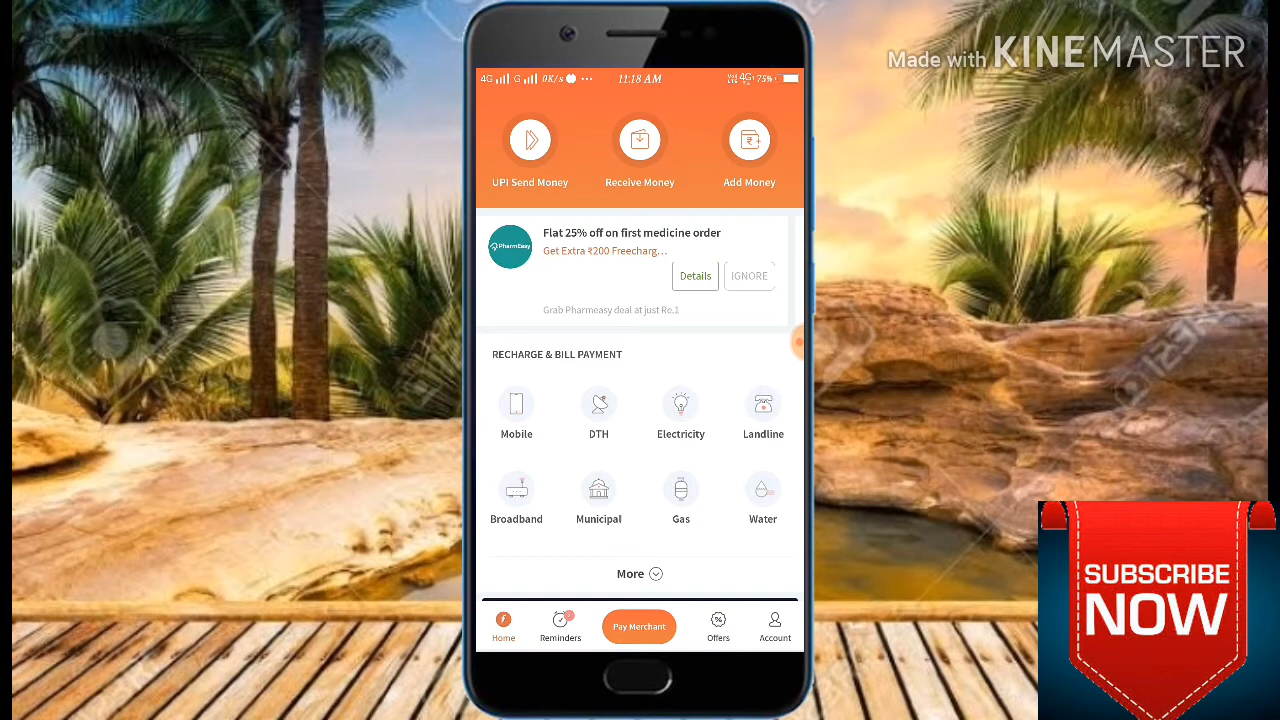 Made with KINEMASTER
4G G 0K/s ... 11:18 AM 4G 75%
UPI Send Money Receive Money Add Money
PharmEasy
Flat 25% off on first medicine order
Get Extra ₹200 Freecharg...
Details IGNORE
Grab Pharmeasy deal at just Re.1
RECHARGE & BILL PAYMENT
Mobile DTH Electricity Landline
Broadband Municipal Gas Water
More
Home Reminders Pay Merchant Offers Account
SUBSCRIBE
NOW